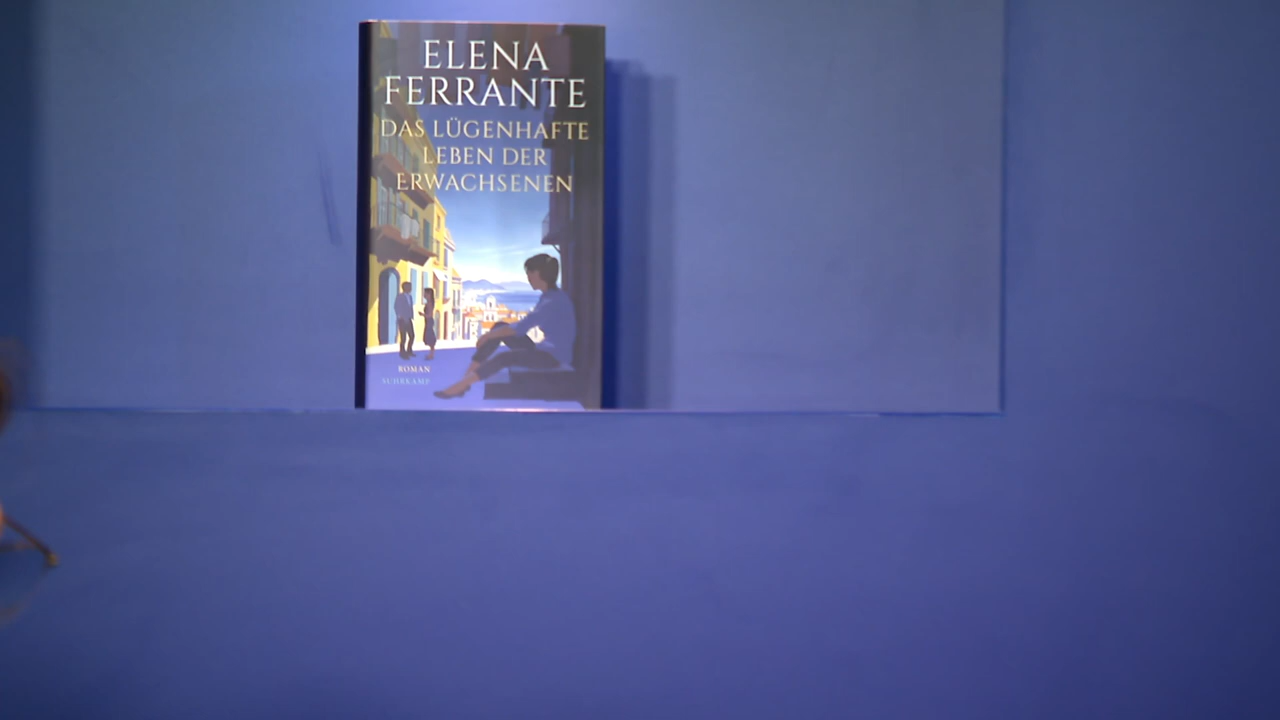 ELENA
FERRANTE
DAS LÜGENHAFTE
LEBEN DER
ERWACHSENEN
ROMAN
SUHRKAMP